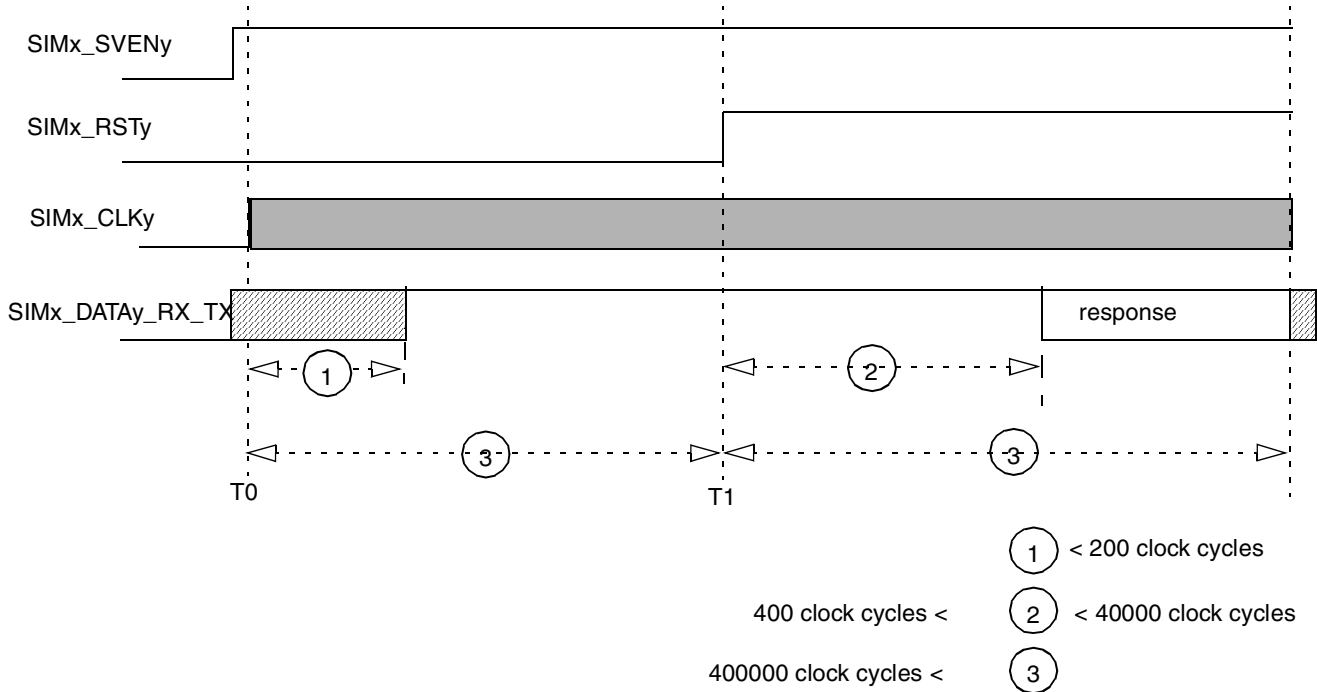 SIMx_SVENy
SIMx_RSTy
SIMx_CLKy
SIMx_DATAy_RX_TX
response
1
2
3
3
T0
T1
1 < 200 clock cycles
400 clock cycles < 2 < 40000 clock cycles
400000 clock cycles < 3